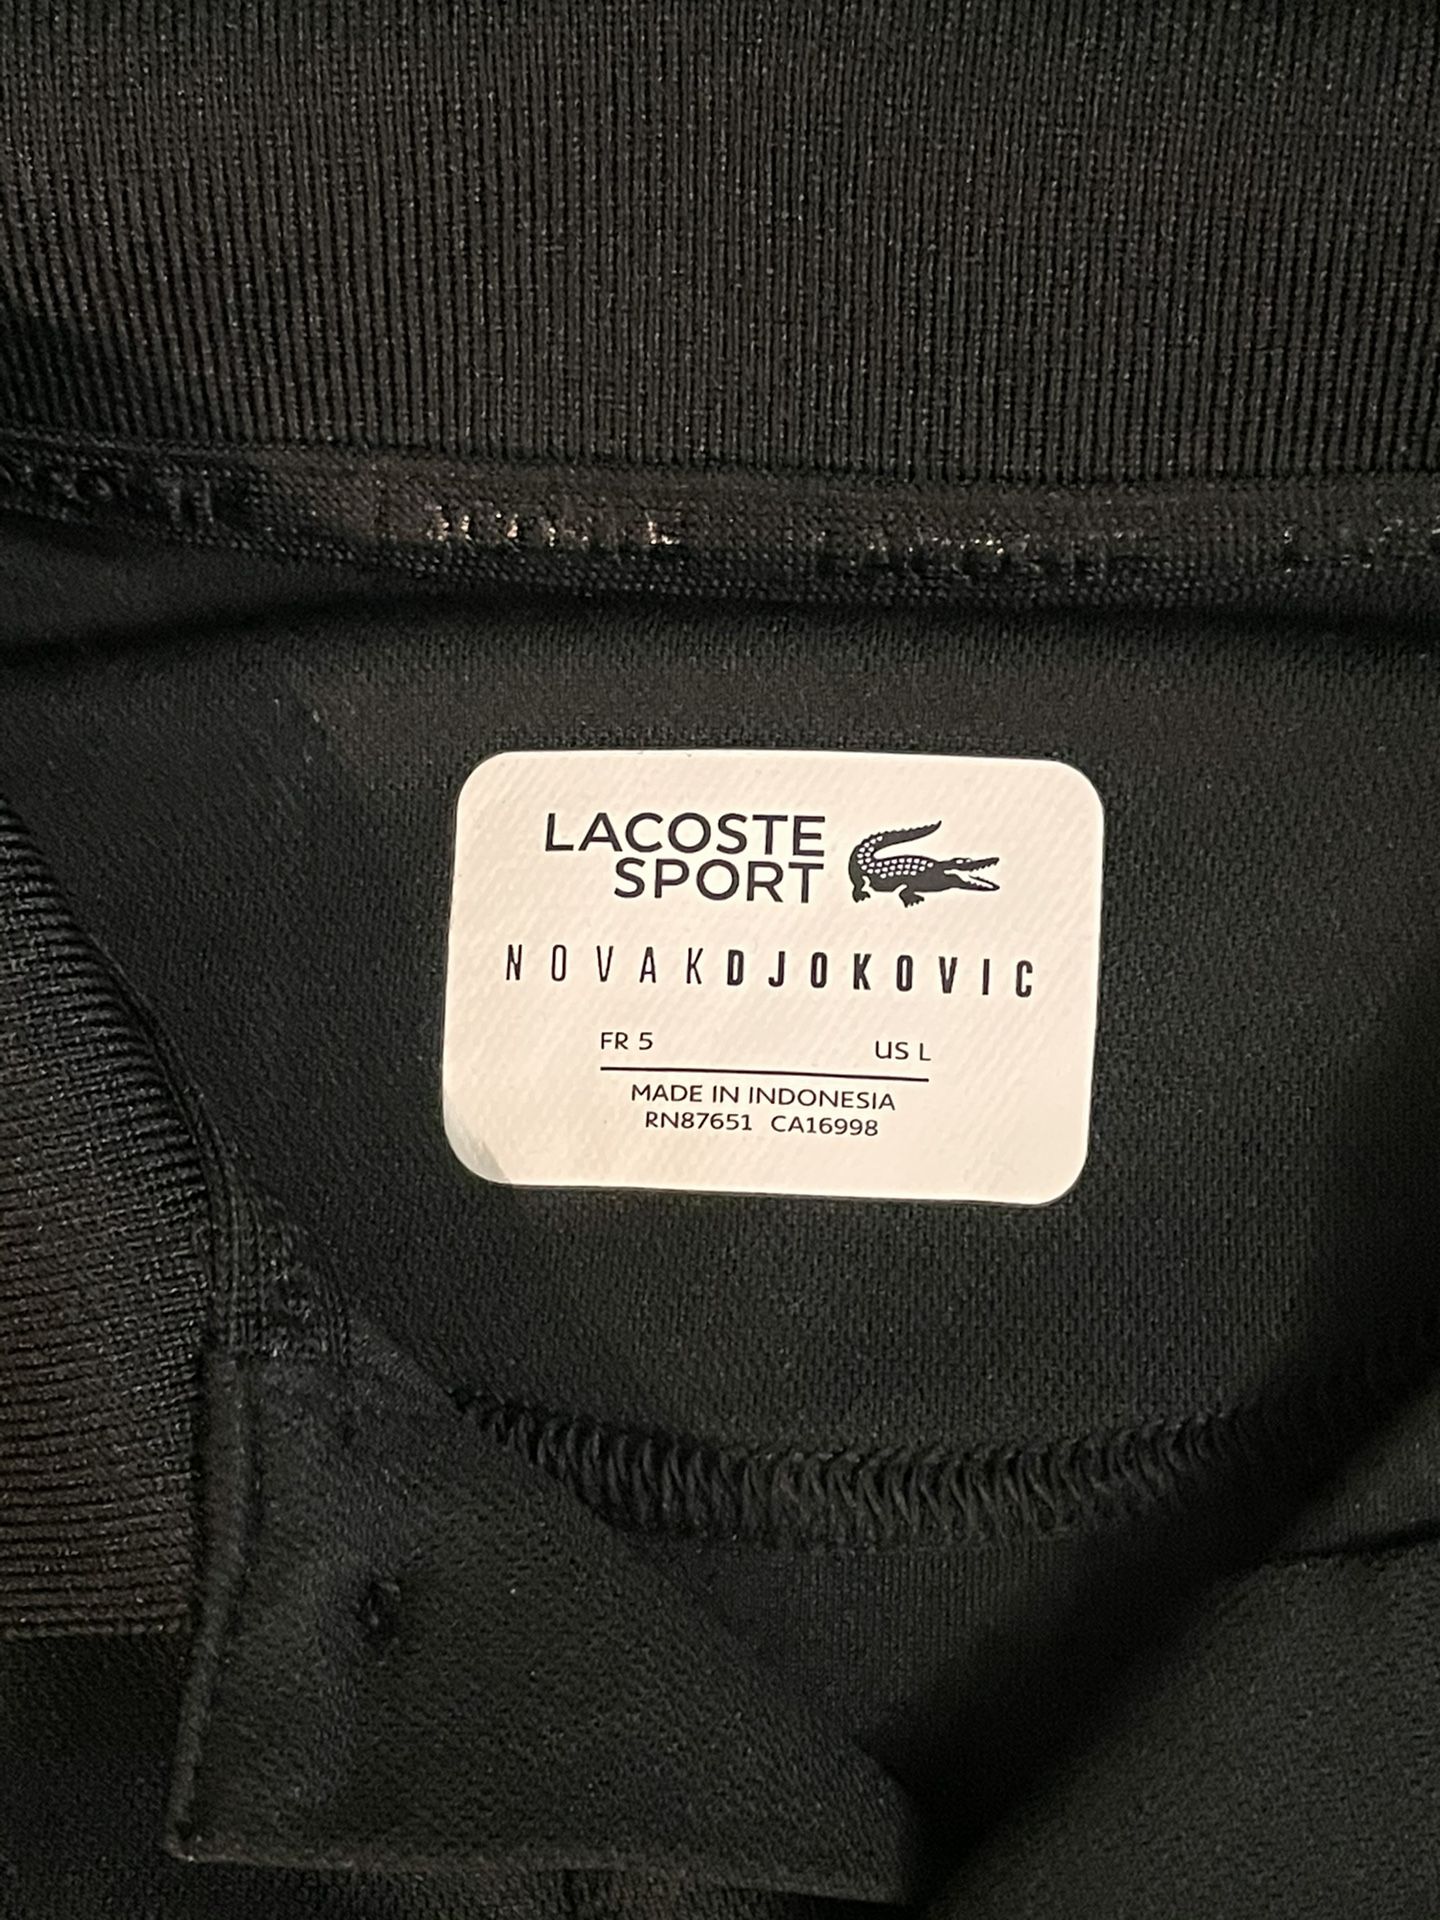 LACOSTE
SPORT
NOVAKDJOKOVIC
FR 5 US L
MADE IN INDONESIA
RN87651 CA16998